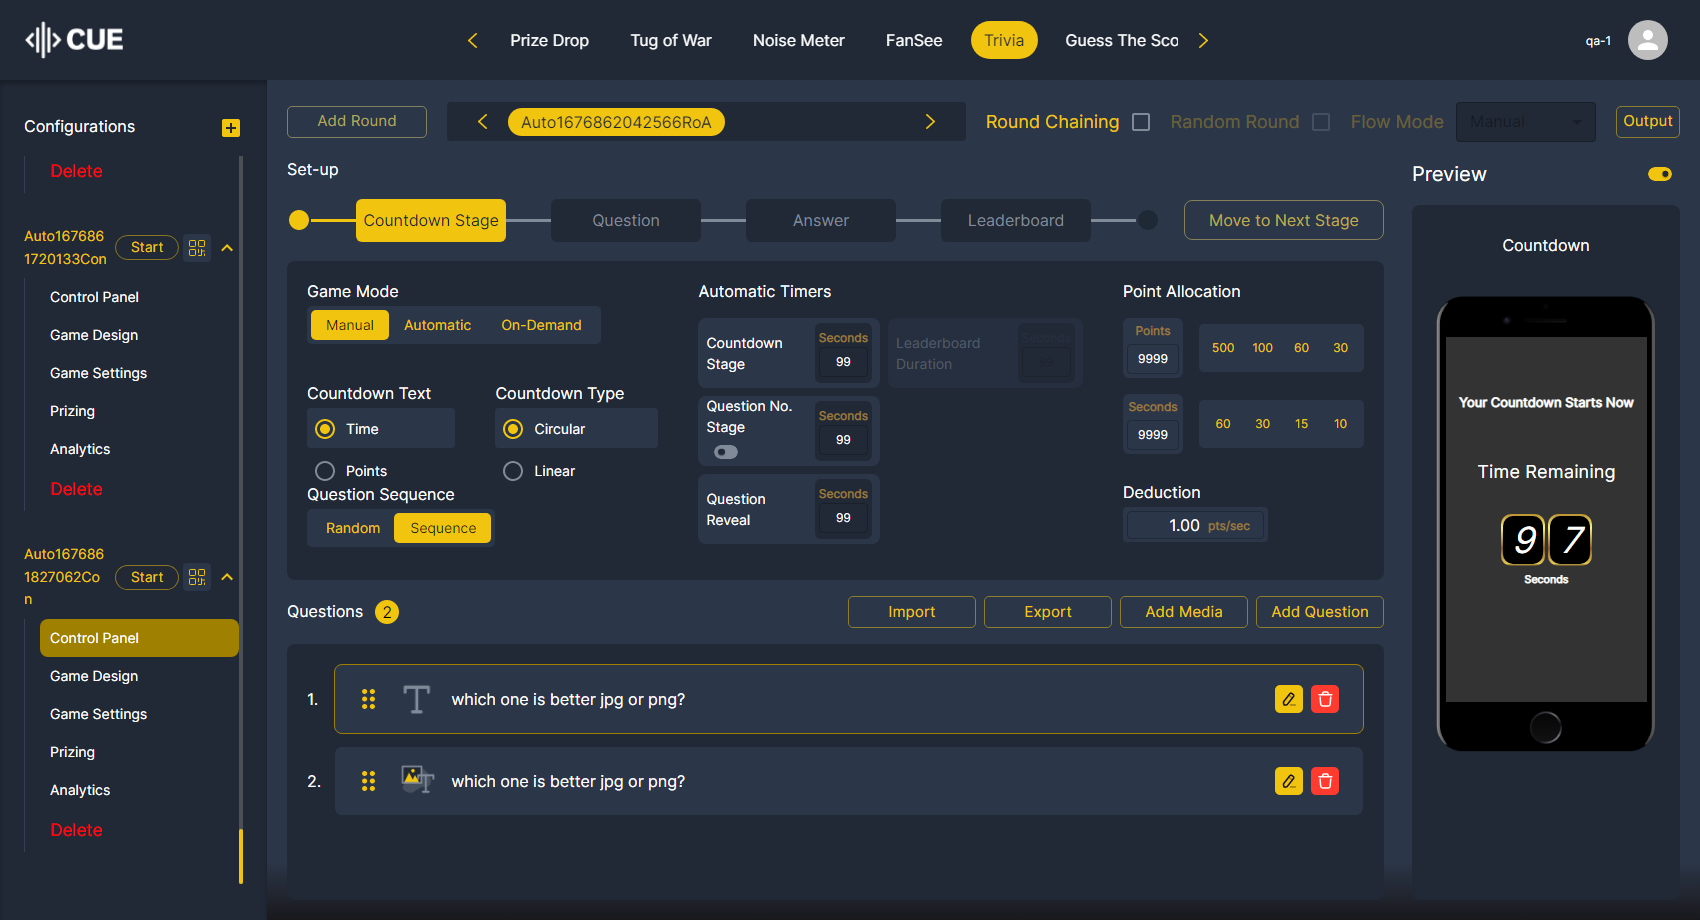 CUE
Prize Drop Tug of War Noise Meter FanSee Trivia Guess The Sco
qa-1
Configurations
Delete
Auto167686
1720133Con
Start
Control Panel
Game Design
Game Settings
Prizing
Analytics
Delete
Auto167686
1827062Co
n
Start
Control Panel
Game Design
Game Settings
Prizing
Analytics
Delete
Add Round
Auto1676862042566RoA
Round Chaining
Random Round
Flow Mode
Manual
Output
Set-up
Countdown Stage
Question
Answer
Leaderboard
Move to Next Stage
Game Mode
Manual Automatic On-Demand
Countdown Text
Time
Points
Countdown Type
Circular
Linear
Question Sequence
Random Sequence
Automatic Timers
Countdown
Stage
Seconds
99
Leaderboard
Duration
Seconds
99
Question No.
Stage
Seconds
99
Question
Reveal
Seconds
99
Point Allocation
Points
9999
500 100 60 30
Seconds
9999
60 30 15 10
Deduction
1.00 pts/sec
Questions 2
Import
Export
Add Media
Add Question
1. which one is better jpg or png?
2. which one is better jpg or png?
Preview
Countdown
Your Countdown Starts Now
Time Remaining
97
Seconds